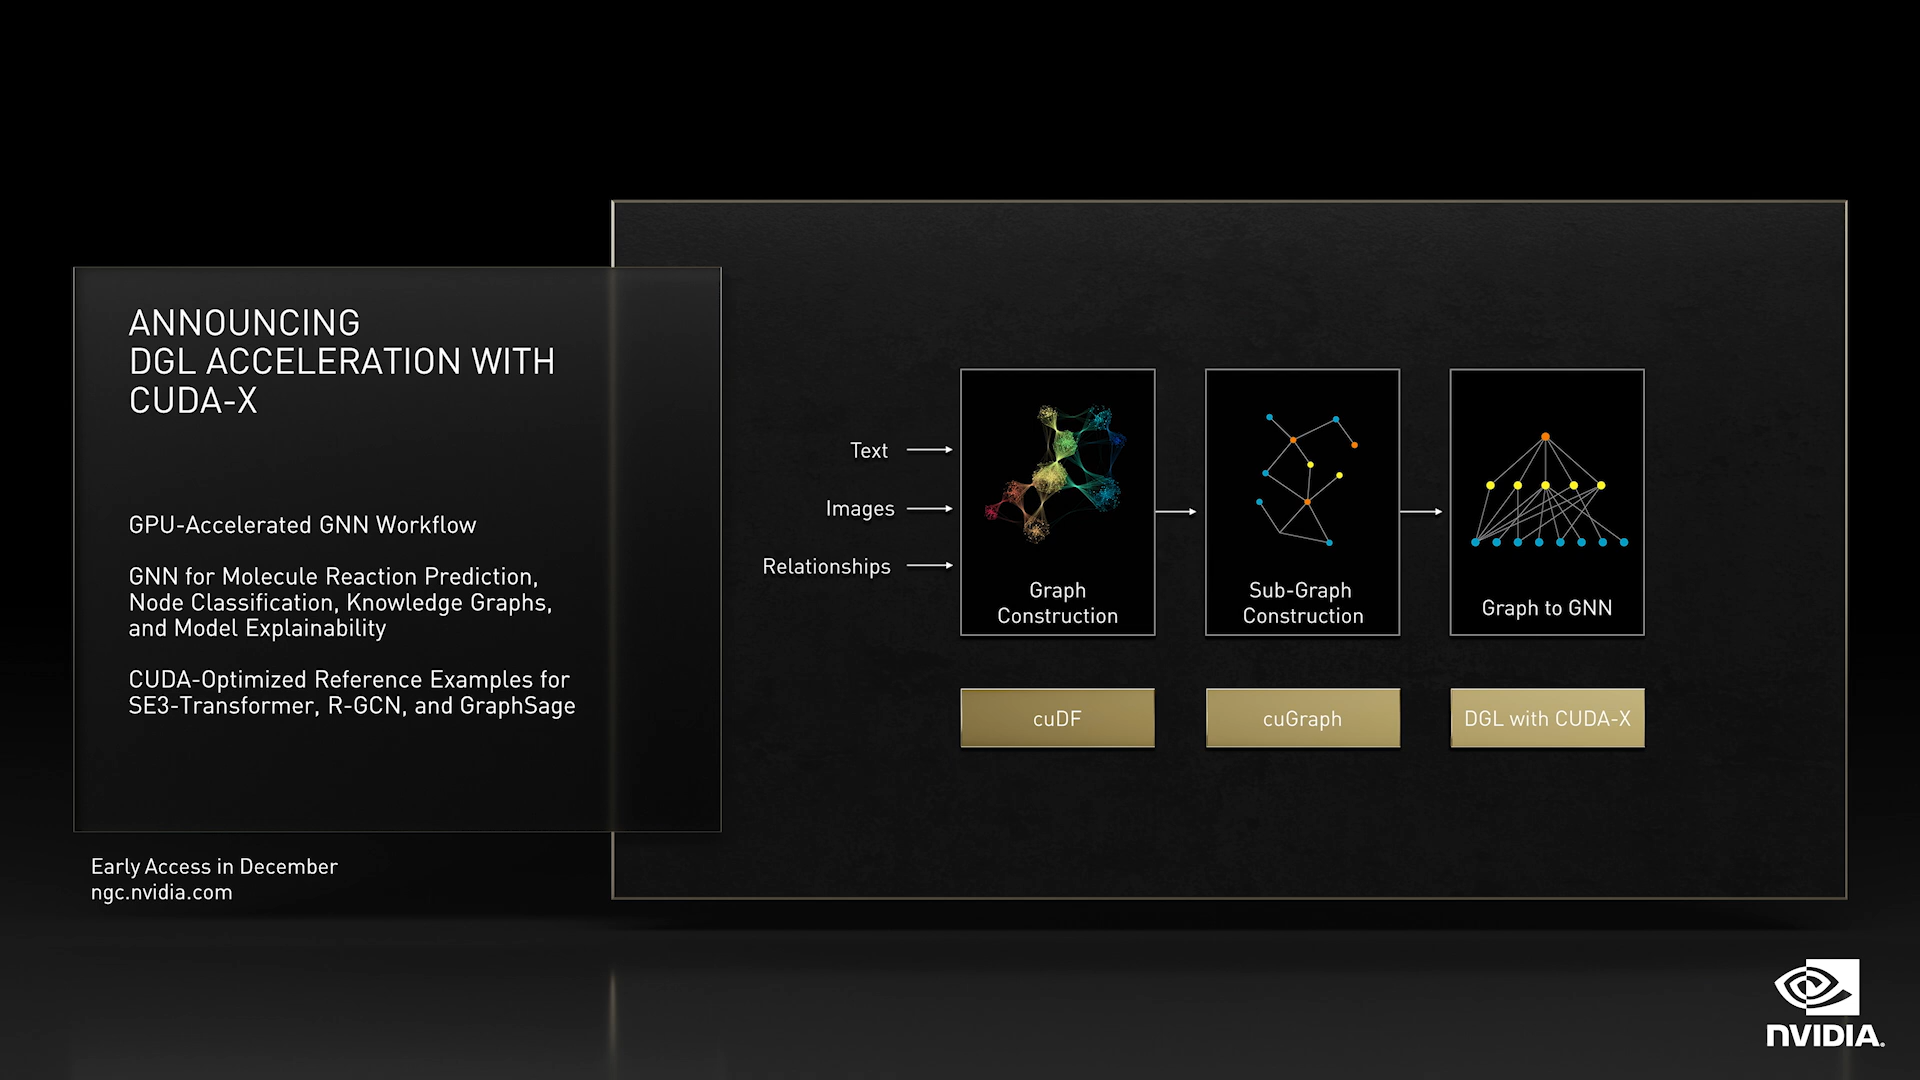 ANNOUNCING
DGL ACCELERATION WITH
CUDA-X
GPU-Accelerated GNN Workflow
GNN for Molecule Reaction Prediction,
Node Classification, Knowledge Graphs,
and Model Explainability
CUDA-Optimized Reference Examples for
SE3-Transformer, R-GCN, and GraphSage
Early Access in December
ngc.nvidia.com
Text
Images
Relationships
Graph
Construction
Sub-Graph
Construction
Graph to GNN
cuDF
cuGraph
DGL with CUDA-X
NVIDIA.